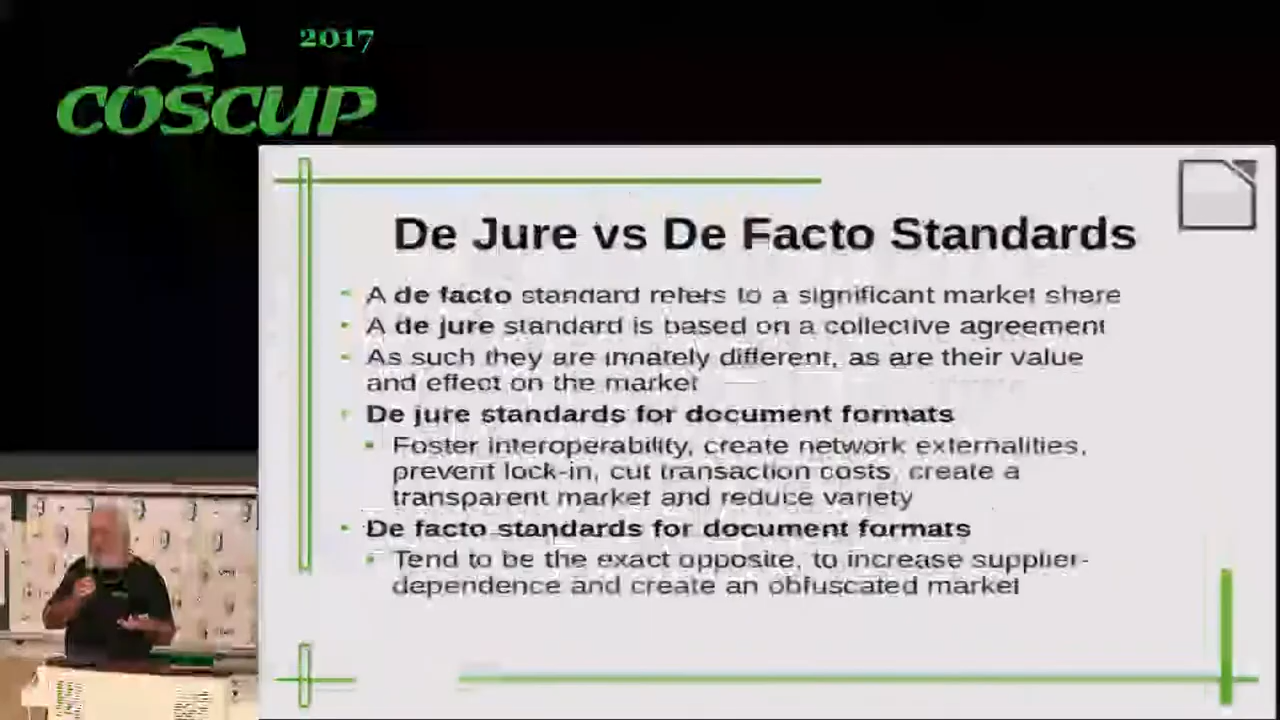 2017
COSCUP
De Jure vs De Facto Standards
A de facto standard refers to a significant market share
A de jure standard is based on a collective agreement
As such they are innately different, as are their value
and effect on the market
De jure standards for document formats
Foster interoperability, create network externalities,
prevent lock-in, cut transaction costs, create a
transparent market and reduce variety
De facto standards for document formats
Tend to be the exact opposite, to increase supplier-
dependence and create an obfuscated market